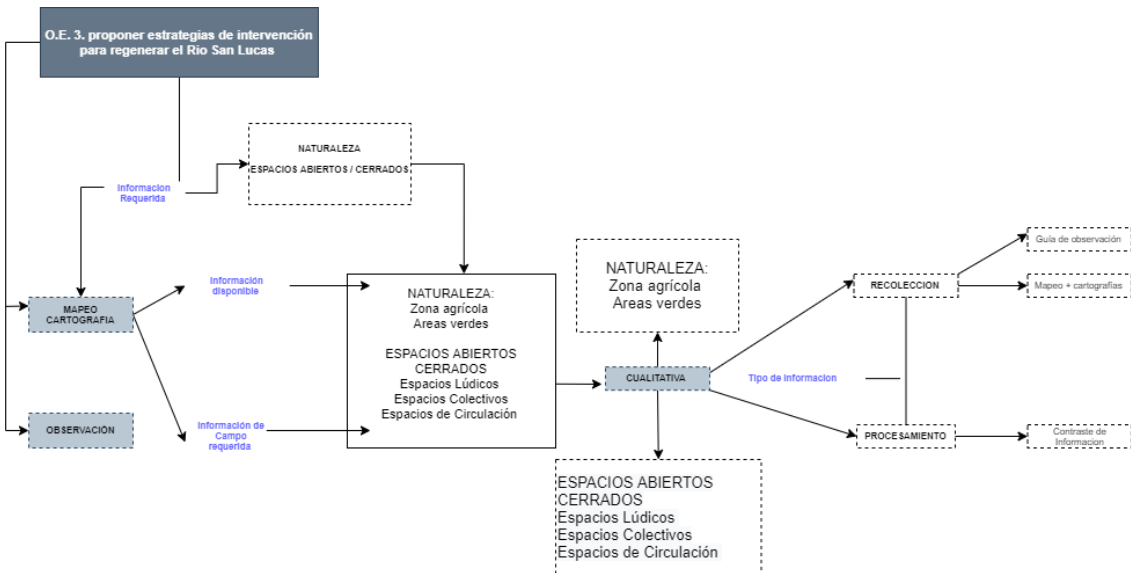 O.E. 3. proponer estrategias de intervención
para regenerar el Rio San Lucas
NATURALEZA
ESPACIOS ABIERTOS / CERRADOS
Informacion
Requerida
Información
disponible
MAPEO
CARTOGRAFIA
OBSERVACIÓN
Información de
Campo
requerida
NATURALEZA:
Zona agrícola
Areas verdes
ESPACIOS ABIERTOS
CERRADOS
Espacios Lúdicos
Espacios Colectivos
Espacios de Circulación
NATURALEZA:
Zona agrícola
Areas verdes
CUALITATIVA
ESPACIOS ABIERTOS
CERRADOS
Espacios Lúdicos
Espacios Colectivos
Espacios de Circulación
Tipo de Informacion
RECOLECCION
PROCESAMIENTO
Guía de observación
Mapeo + cartografías
Contraste de
Informacion